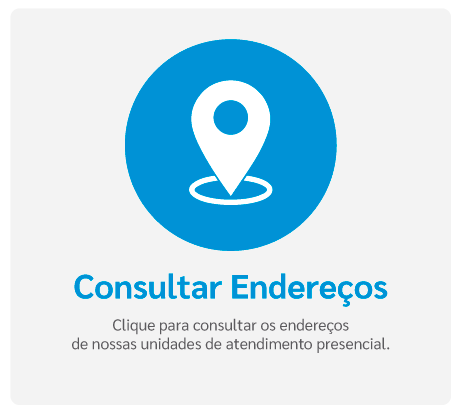 Consultar Endereços
Clique para consultar os endereços
de nossas unidades de atendimento presencial.